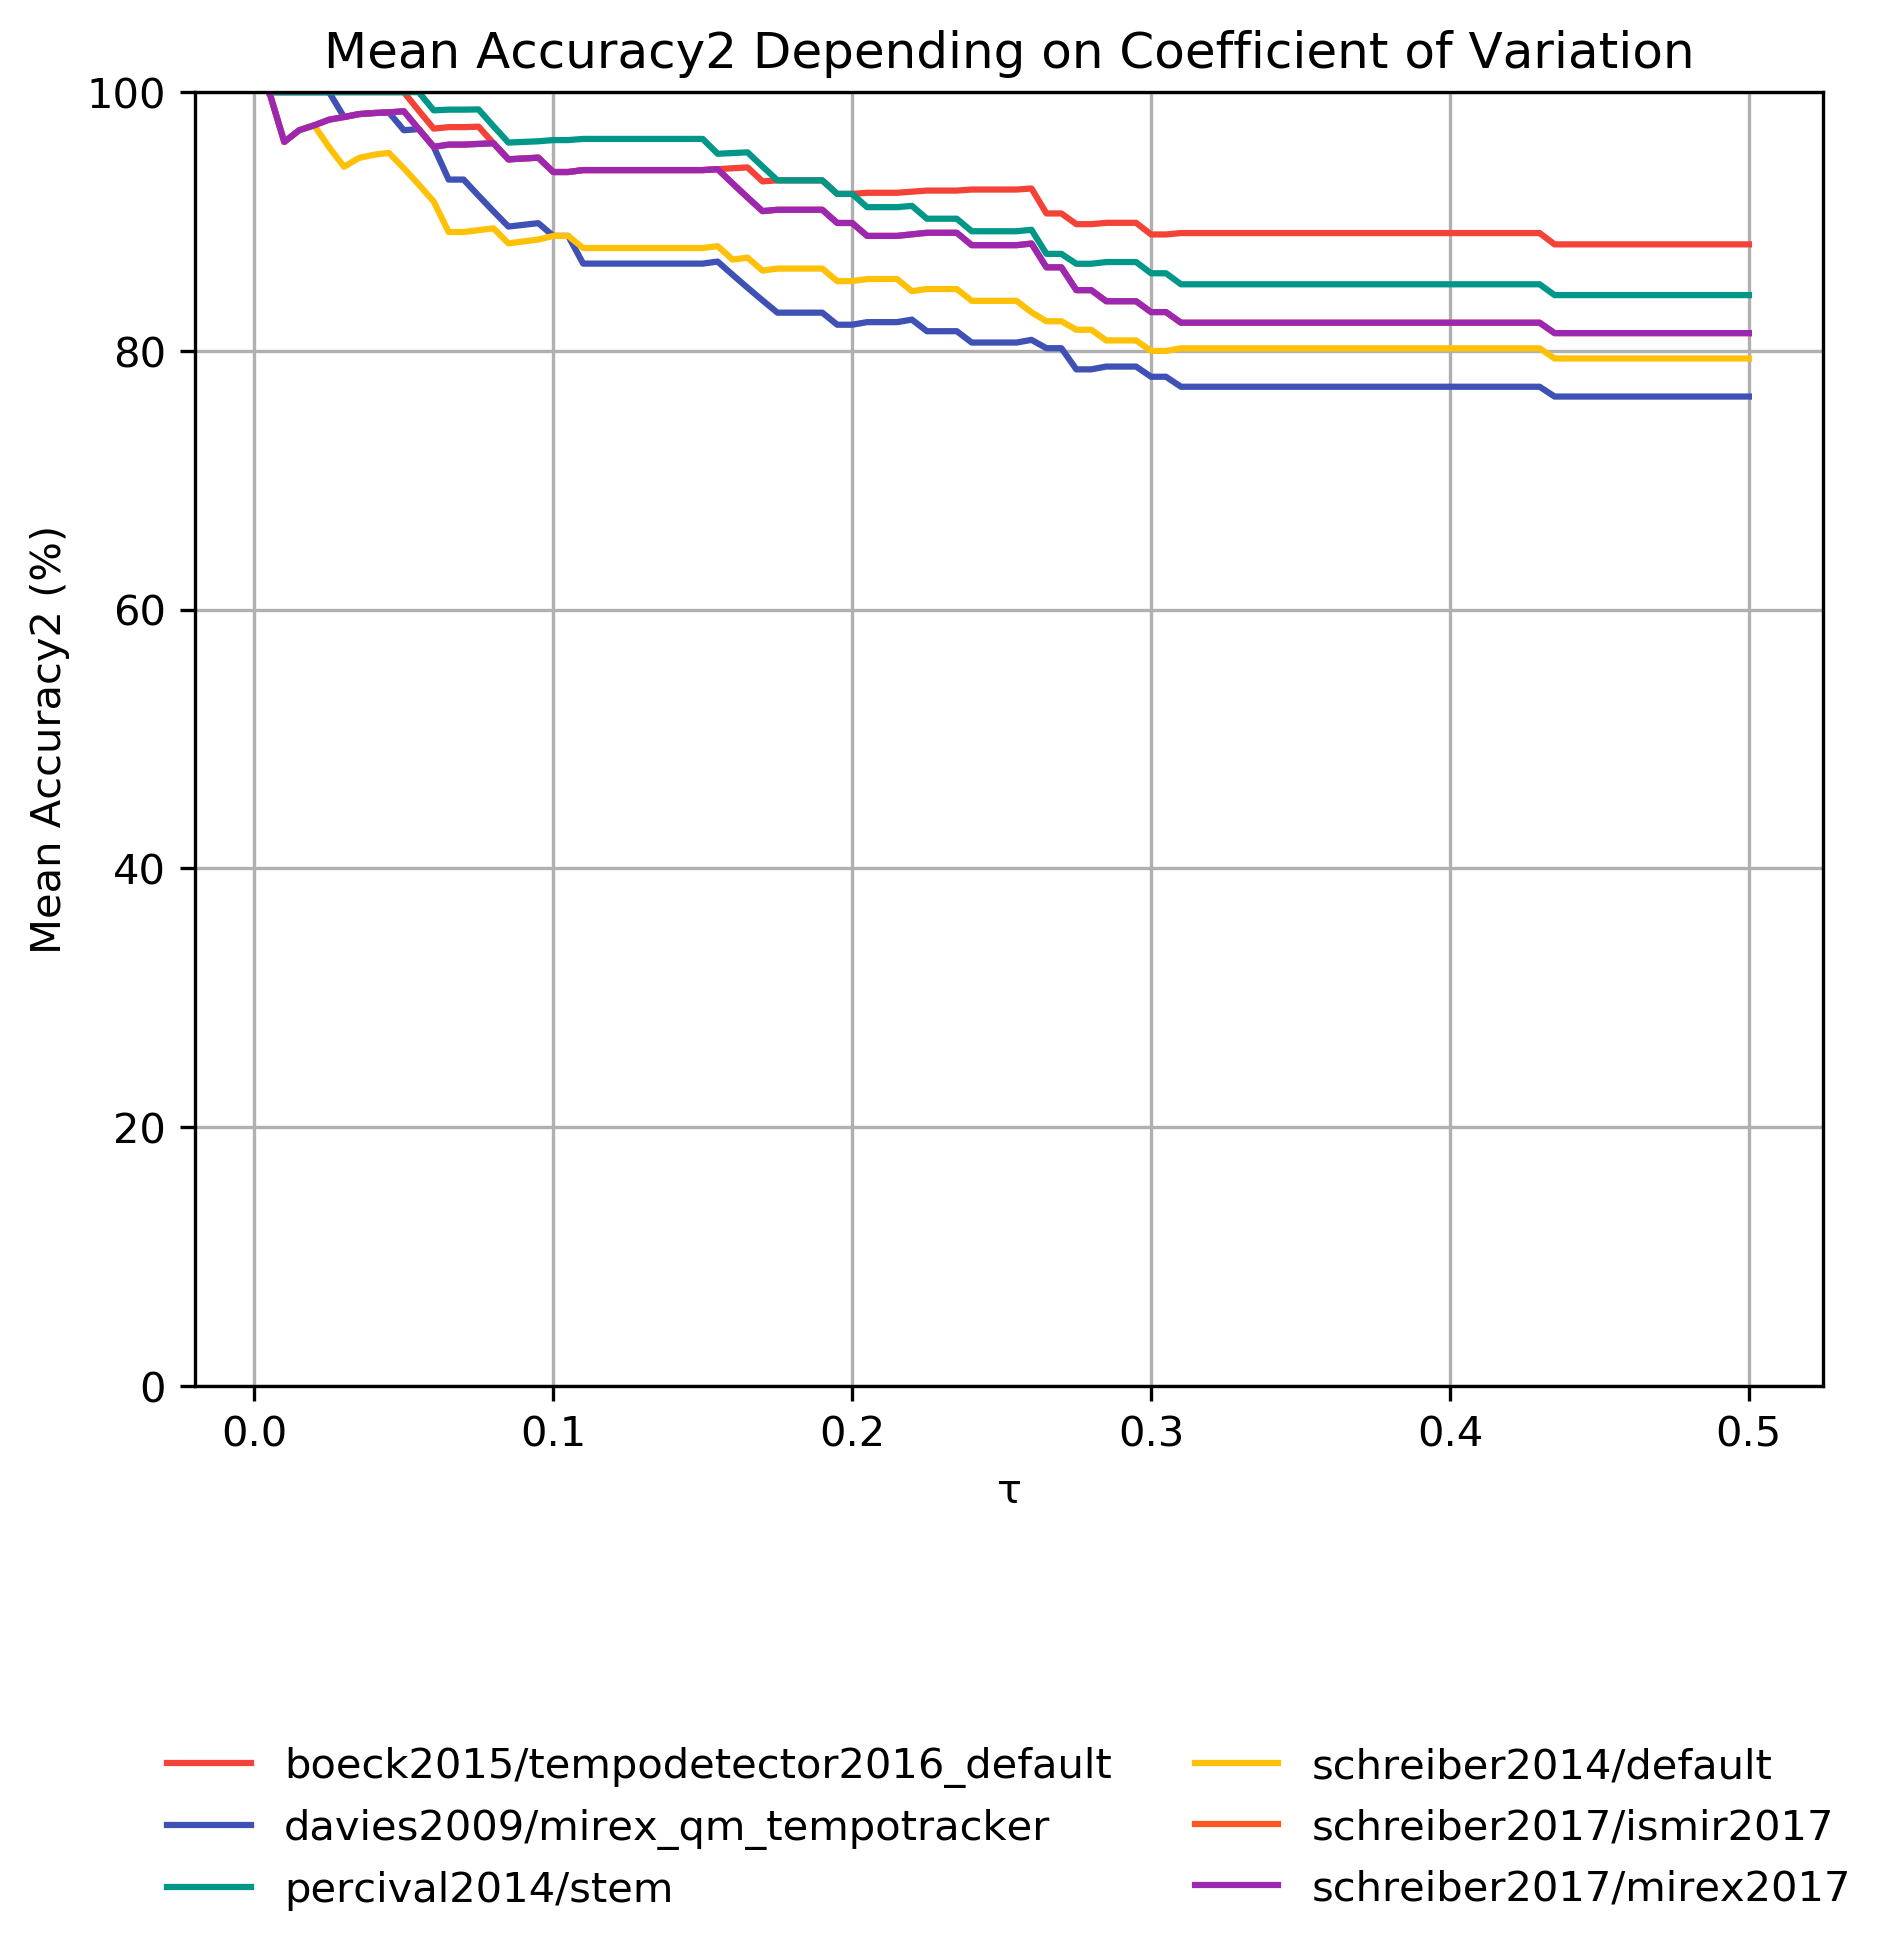 Mean Accuracy2 Depending on Coefficient of Variation
Mean Accuracy2 (%)
100
80
60
40
20
0
0.0 0.1 0.2 0.3 0.4 0.5
τ
boeck2015/tempodetector2016_default
davies2009/mirex_qm_tempotracker
percival2014/stem
schreiber2014/default
schreiber2017/ismir2017
schreiber2017/mirex2017